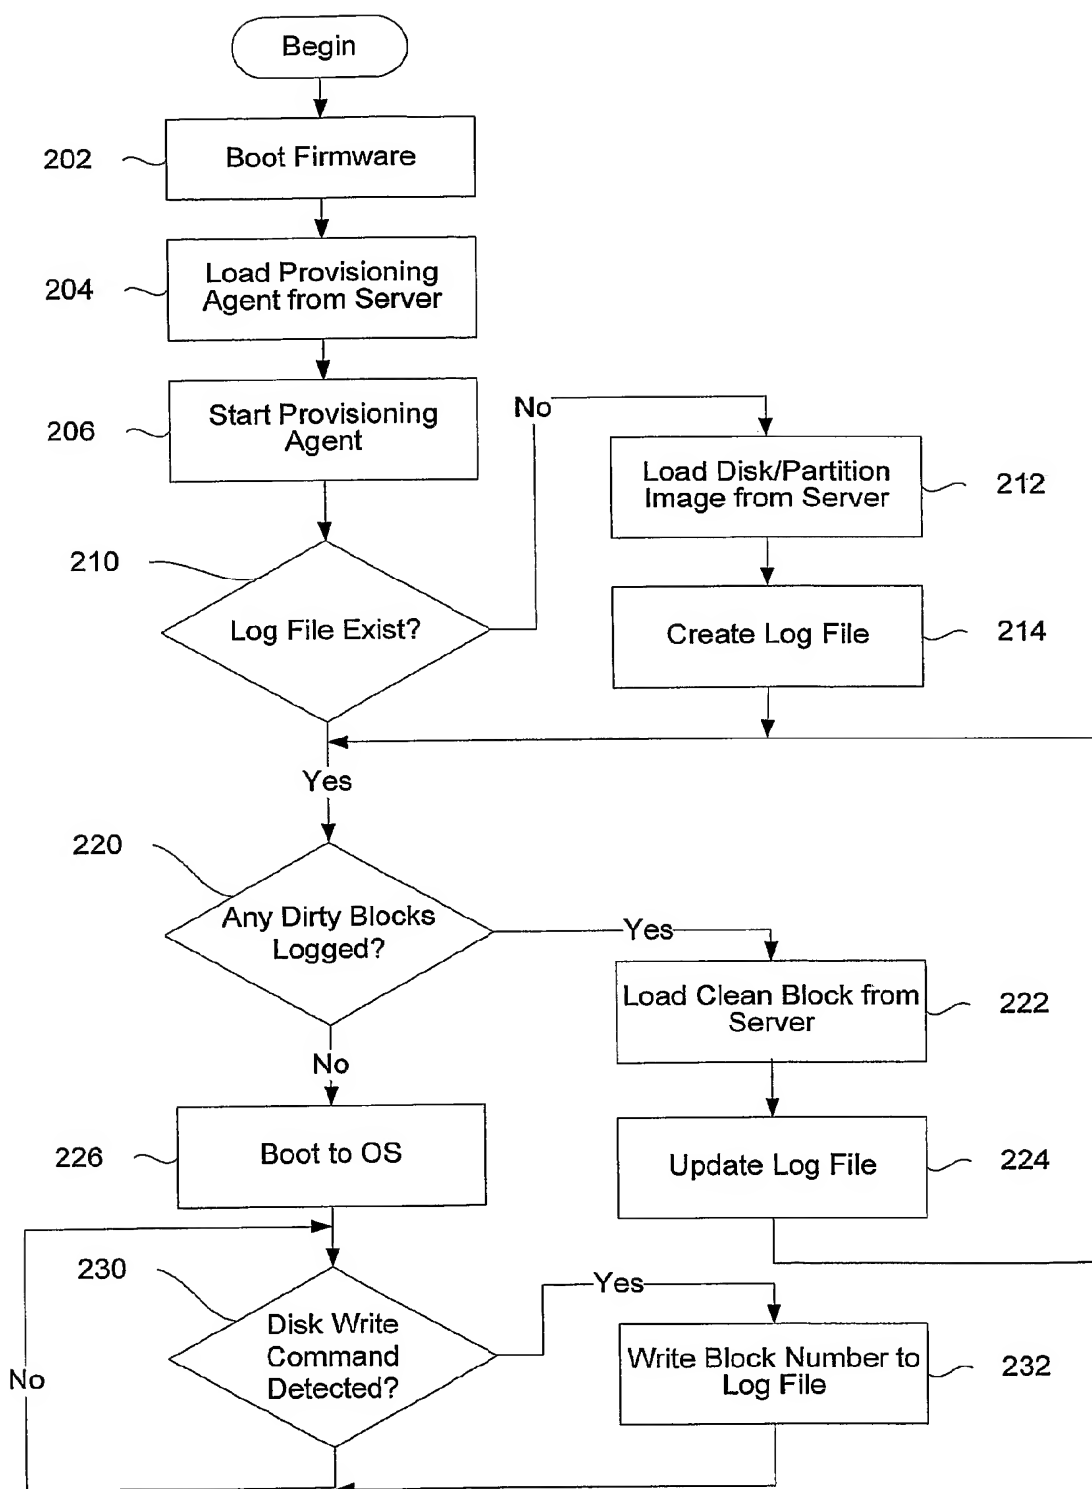 Begin
202
Boot Firmware
204
Load Provisioning
Agent from Server
206
Start Provisioning
Agent
No
Load Disk/Partition
Image from Server
212
210
Log File Exist?
Create Log File
214
Yes
220
Any Dirty Blocks
Logged?
Yes
Load Clean Block from
Server
222
No
226
Boot to OS
Update Log File
224
230
Disk Write
Command
Detected?
Yes
Write Block Number to
Log File
232
No